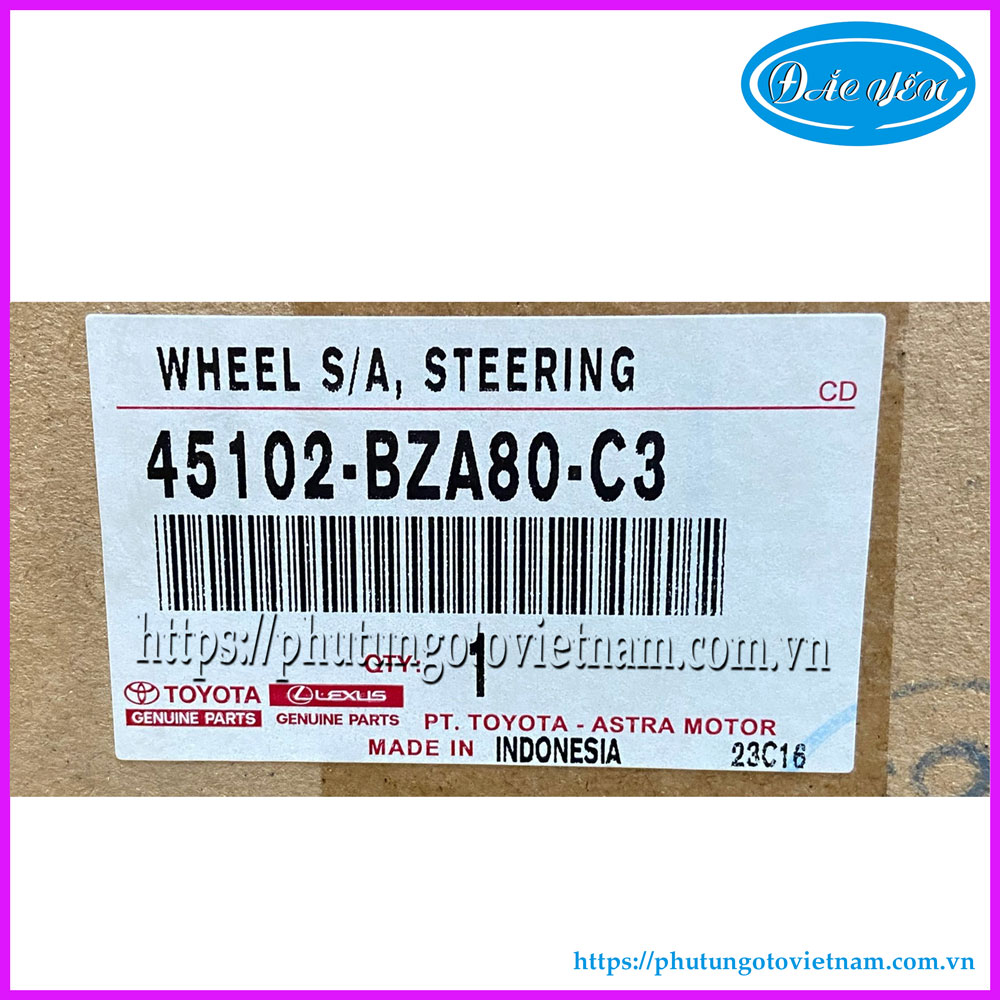 ĐẮC YẾN
WHEEL S/A, STEERING
CD
45102-BZA80-C3
https://phutungotovietnam.com.vn
QTY: 1
TOYOTA LEXUS
GENUINE PARTS GENUINE PARTS PT. TOYOTA - ASTRA MOTOR
MADE IN INDONESIA 23C16
https://phutungotovietnam.com.vn